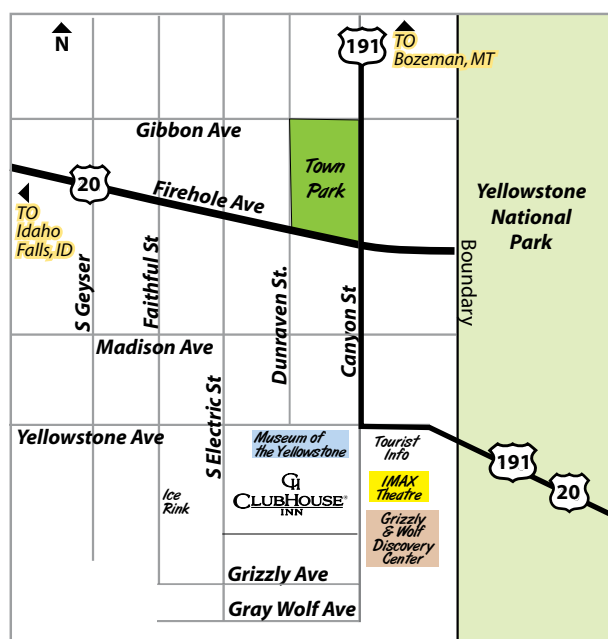 N
191
TO
Bozeman, MT
Gibbon Ave
20
Firehole Ave
Town
Park
TO
Idaho
Falls, ID
Yellowstone
National
Park
Boundary
S Geyser
Faithful St
Dunraven St.
Canyon St
Madison Ave
S Electric St
Yellowstone Ave
Museum of
the Yellowstone
Tourist
Info
191
20
Ice
Rink
CH
CLUBHOUSE®
INN
IMAX
Theatre
Grizzly
& Wolf
Discovery
Center
Grizzly Ave
Gray Wolf Ave